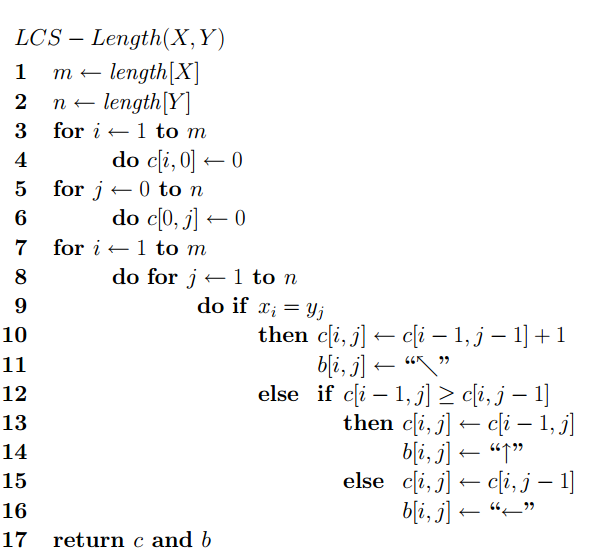 LCS − Length(X, Y)
1 m ← length[X]
2 n ← length[Y]
3 for i ← 1 to m
4 do c[i, 0] ← 0
5 for j ← 0 to n
6 do c[0, j] ← 0
7 for i ← 1 to m
8 do for j ← 1 to n
9 do if xᵢ = yⱼ
10 then c[i, j] ← c[i − 1, j − 1] + 1
11 b[i, j] ← “↖”
12 else if c[i − 1, j] ≥ c[i, j − 1]
13 then c[i, j] ← c[i − 1, j]
14 b[i, j] ← “↑”
15 else c[i, j] ← c[i, j − 1]
16 b[i, j] ← “←”
17 return c and b